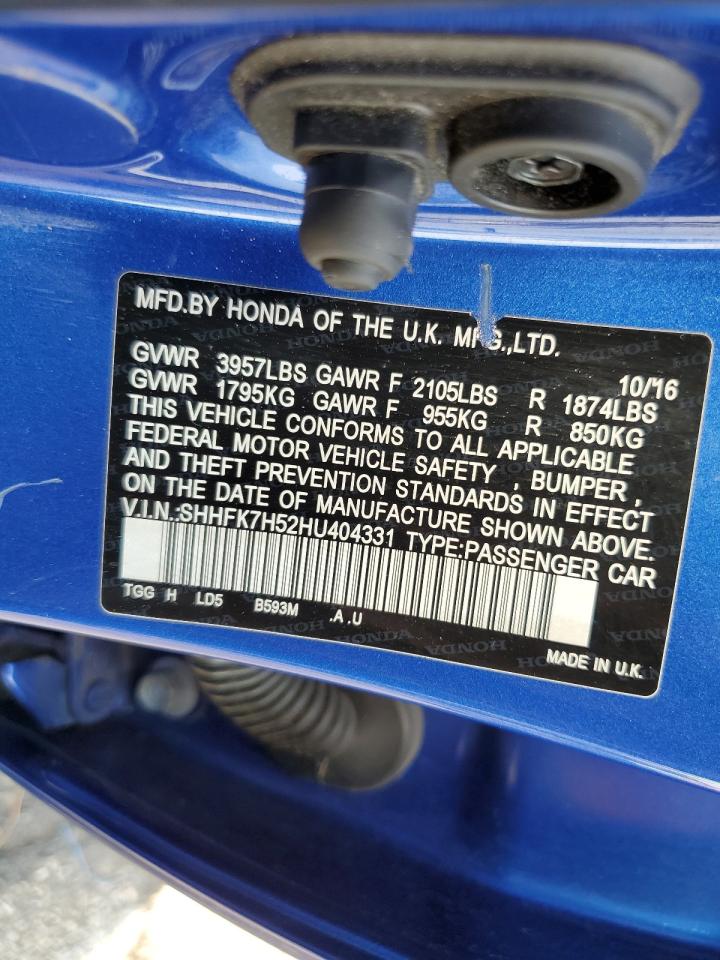 MFD.BY HONDA OF THE U.K. MFG.,LTD.
10/'16
GVWR 3957LBS GAWR F 2105LBS R 1874LBS
GVWR 1795KG GAWR F 955KG R 850KG
THIS VEHICLE CONFORMS TO ALL APPLICABLE
FEDERAL MOTOR VEHICLE SAFETY , BUMPER ,
AND THEFT PREVENTION STANDARDS IN EFFECT
ON THE DATE OF MANUFACTURE SHOWN ABOVE.
V.I.N.:SHHFK7H52HU404331 TYPE:PASSENGER CAR
TGG H LD5 B593M .A .U
MADE IN U.K.